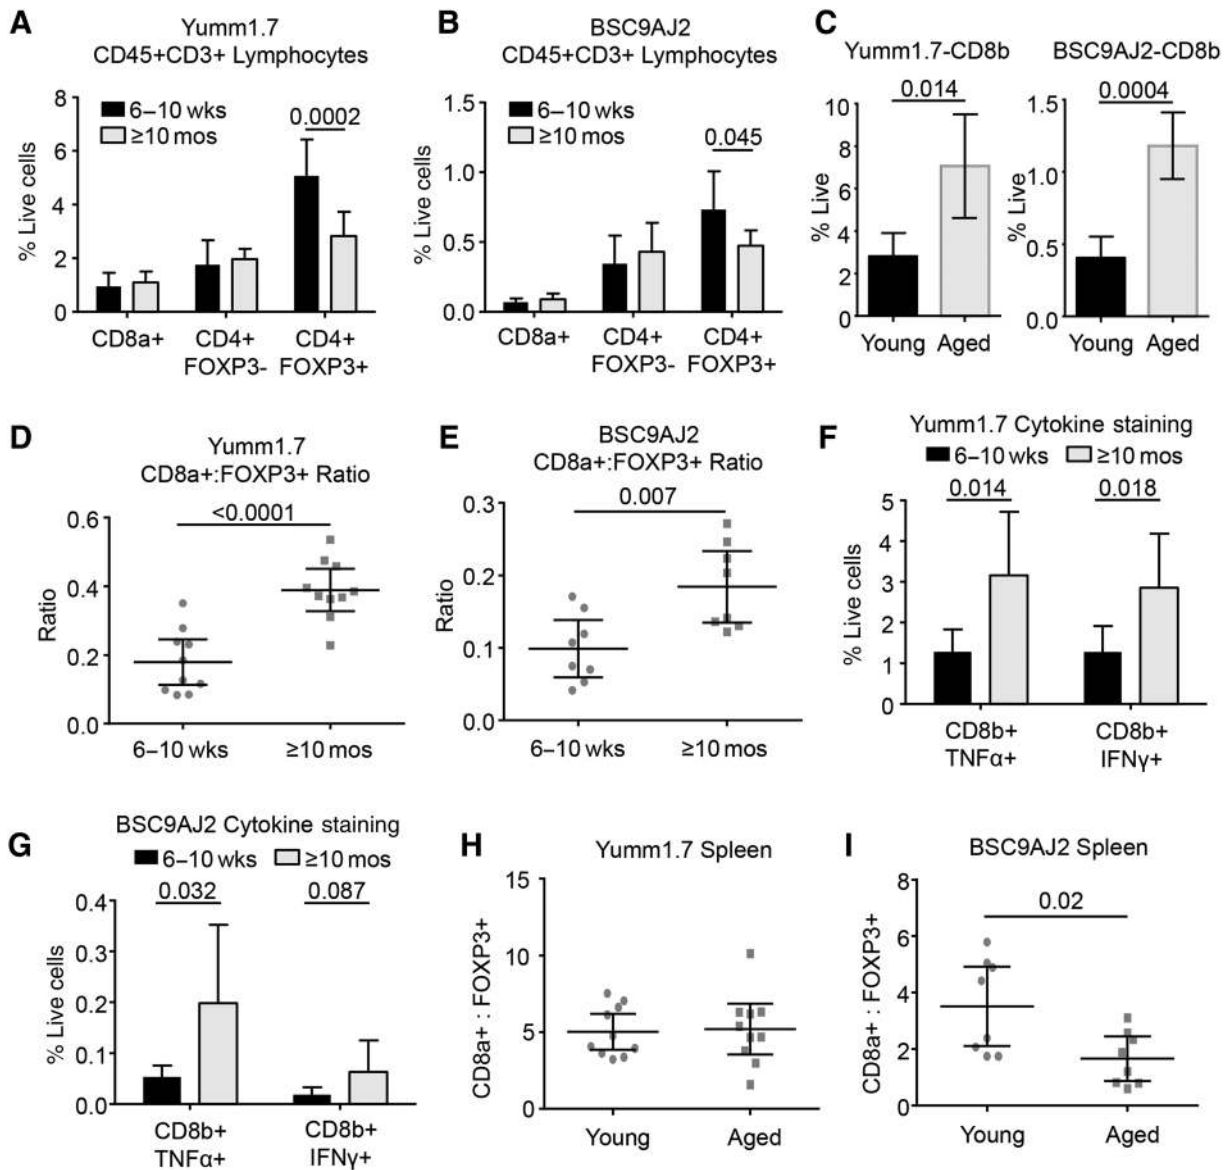 A
Yumm1.7
CD45+CD3+ Lymphocytes
6–10 wks
≥10 mos
0.0002
% Live cells
8
6
4
2
0
CD8a+
CD4+
FOXP3-
CD4+
FOXP3+
B
BSC9AJ2
CD45+CD3+ Lymphocytes
6–10 wks
≥10 mos
0.045
% Live cells
1.5
1.0
0.5
0.0
CD8a+
CD4+
FOXP3-
CD4+
FOXP3+
C
Yumm1.7-CD8b
0.014
% Live
10
8
6
4
2
0
Young
Aged
BSC9AJ2-CD8b
0.0004
% Live
1.5
1.0
0.5
0.0
Young
Aged
D
Yumm1.7
CD8a+:FOXP3+ Ratio
<0.0001
Ratio
0.6
0.4
0.2
0.0
6–10 wks
≥10 mos
E
BSC9AJ2
CD8a+:FOXP3+ Ratio
0.007
Ratio
0.3
0.2
0.1
0.0
6–10 wks
≥10 mos
F
Yumm1.7 Cytokine staining
6–10 wks
≥10 mos
0.014
0.018
% Live cells
5
4
3
2
1
0
CD8b+
TNFα+
CD8b+
IFNγ+
G
BSC9AJ2 Cytokine staining
6–10 wks
≥10 mos
0.032
0.087
% Live cells
0.4
0.3
0.2
0.1
0.0
CD8b+
TNFα+
CD8b+
IFNγ+
H
Yumm1.7 Spleen
CD8a+ : FOXP3+
15
10
5
0
Young
Aged
I
BSC9AJ2 Spleen
0.02
CD8a+ : FOXP3+
8
6
4
2
0
Young
Aged